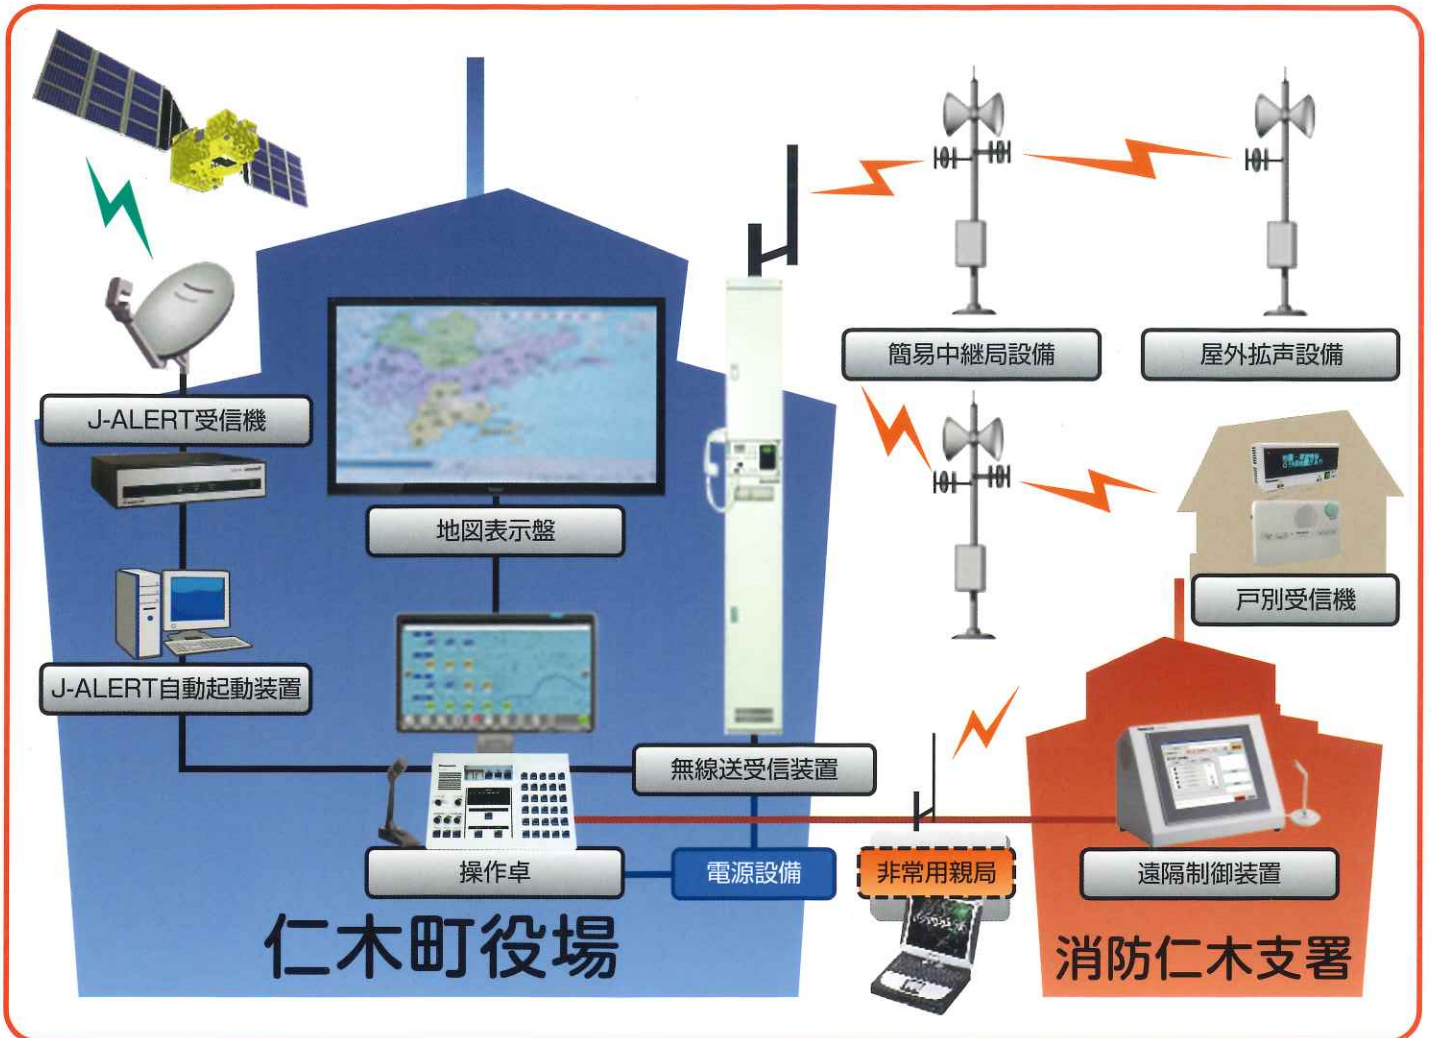 簡易中継局設備
屋外拡声設備
J-ALERT受信機
地図表示盤
戸別受信機
J-ALERT自動起動装置
無線送受信装置
操作卓
電源設備
非常用親局
遠隔制御装置
仁木町役場
消防仁木支署